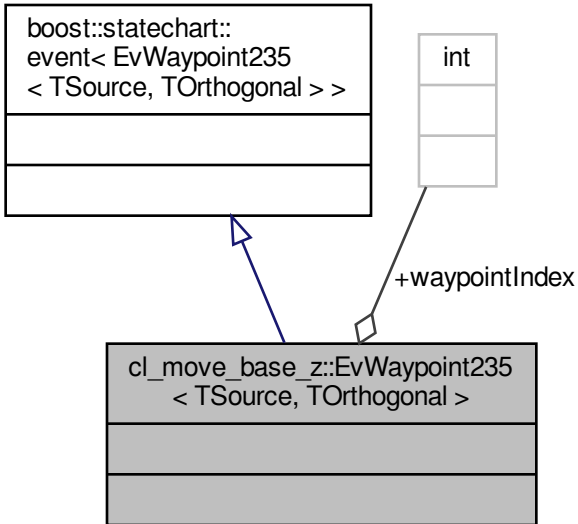 boost::statechart::
event< EvWaypoint235
< TSource, TOrthogonal > >
int
+waypointIndex
cl_move_base_z::EvWaypoint235
< TSource, TOrthogonal >